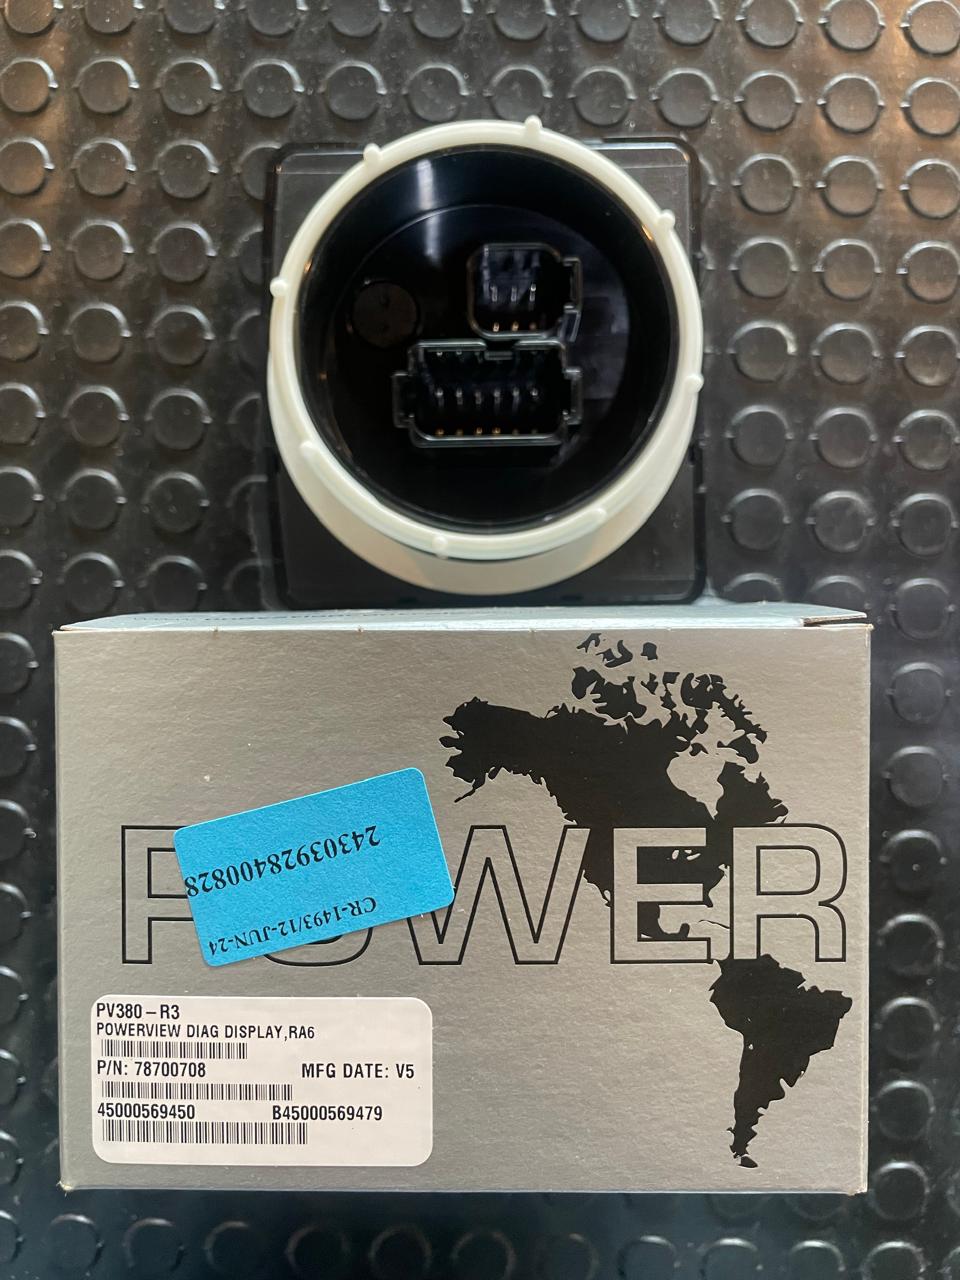 POWER
24303928400828
CR-1493/12-JUN-24
PV380-R3
POWERVIEW DIAG DISPLAY,RA6
P/N: 78700708 MFG DATE: V5
45000569450 B45000569479